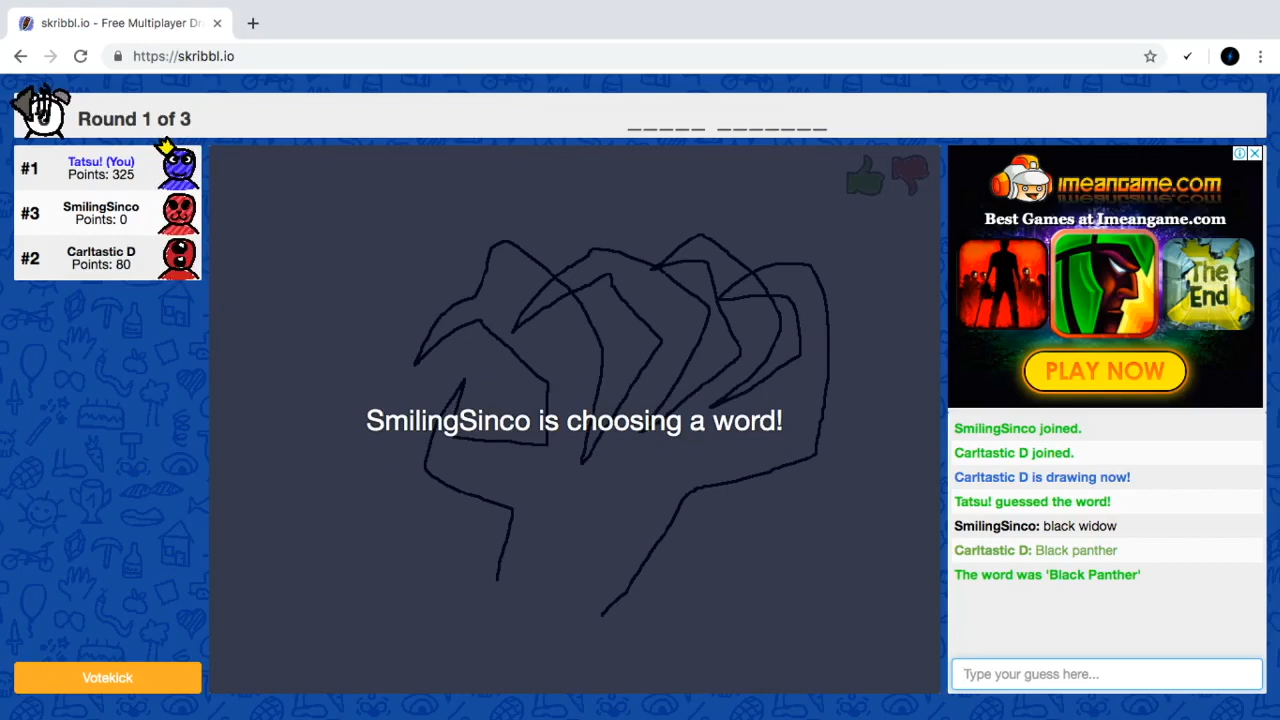 skribbl.io - Free Multiplayer Dr
https://skribbl.io
Round 1 of 3
_____ _______
#1
Tatsu! (You)
Points: 325
#3
SmilingSinco
Points: 0
#2
Carltastic D
Points: 80
SmilingSinco is choosing a word!
imeangame.com
Best Games at Imeangame.com
The End
PLAY NOW
SmilingSinco joined.
Carltastic D joined.
Carltastic D is drawing now!
Tatsu! guessed the word!
SmilingSinco: black widow
Carltastic D: Black panther
The word was 'Black Panther'
Type your guess here...
Votekick